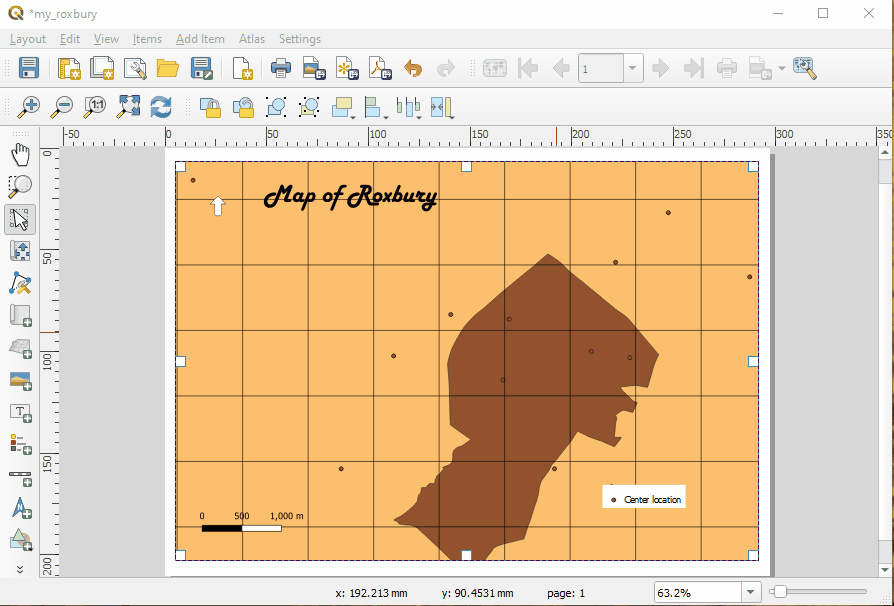 *my_roxbury
Layout Edit View Items Add Item Atlas Settings
1
1:1
-50 0 50 100 150 200 250 300 350
0
50
100
150
200
Map of Roxbury
T
Center location
0 500 1,000 m
x: 192.213 mm y: 90.4531 mm page: 1 63.2%